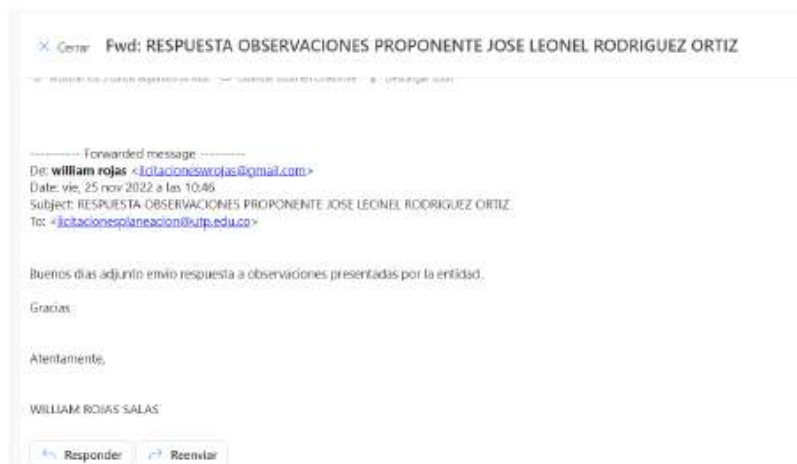 Cerrar Fwd: RESPUESTA OBSERVACIONES PROPONENTE JOSE LEONEL RODRIGUEZ ORTIZ
---------- Forwarded message ----------
De: william rojas <licitacioneswrojas@gmail.com>
Date: vie, 25 nov 2022 a las 10:46
Subject: RESPUESTA OBSERVACIONES PROPONENTE JOSE LEONEL RODRIGUEZ ORTIZ
To: <licitacionesplaneacion@utp.edu.co>
Buenos dias adjunto envio respuesta a observaciones presentadas por la entidad.
Gracias
Atentamente,
WILLIAM ROJAS SALAS
Responder Reenviar